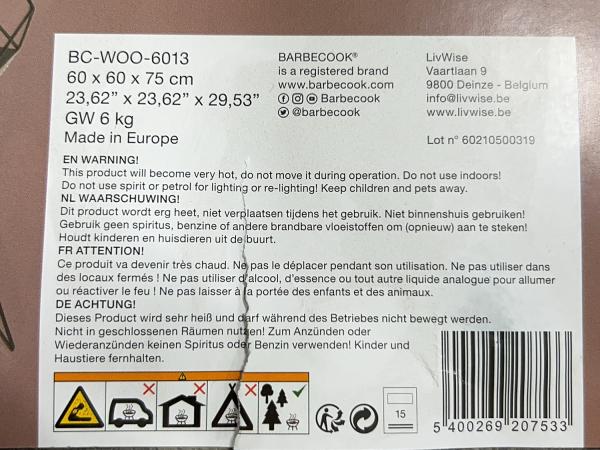 BC-WOO-6013
60 x 60 x 75 cm
23,62” x 23,62” x 29,53”
GW 6 kg
Made in Europe
BARBECOOK®
is a registered brand
www.barbecook.com
Barbecook
@barbecook
LivWise
Vaartlaan 9
9800 Deinze - Belgium
info@livwise.be
www.livwise.be
Lot n° 60210500319
EN WARNING!
This product will become very hot, do not move it during operation. Do not use indoors!
Do not use spirit or petrol for lighting or re-lighting! Keep children and pets away.
NL WAARSCHUWING!
Dit product wordt erg heet, niet verplaatsen tijdens het gebruik. Niet binnenshuis gebruiken!
Gebruik geen spiritus, benzine of andere brandbare vloeistoffen om (opnieuw) aan te steken!
Houdt kinderen en huisdieren uit de buurt.
FR ATTENTION!
Ce produit va devenir très chaud. Ne pas le déplacer pendant son utilisation. Ne pas utiliser dans
des locaux fermés ! Ne pas utiliser d'alcool, d'essence ou tout autre liquide analogue pour allumer
ou réactiver le feu ! Ne pas laisser à la portée des enfants et des animaux.
DE ACHTUNG!
Dieses Product wird sehr heiß und darf während des Betriebes nicht bewegt werden.
Nicht in geschlossenen Räumen nutzen! Zum Anzünden oder
Wiederanzünden keinen Spiritus oder Benzin verwenden! Kinder und
Haustiere fernhalten.
15
5 400269 207533